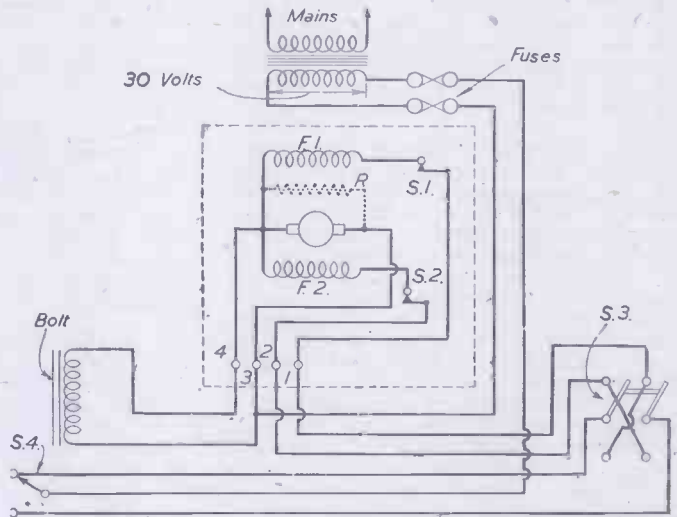 Mains
30 Volts
Fuses
F.1.
S.1.
R
F.2.
S.2.
Bolt
4
3
2
1
S.3.
S.4.